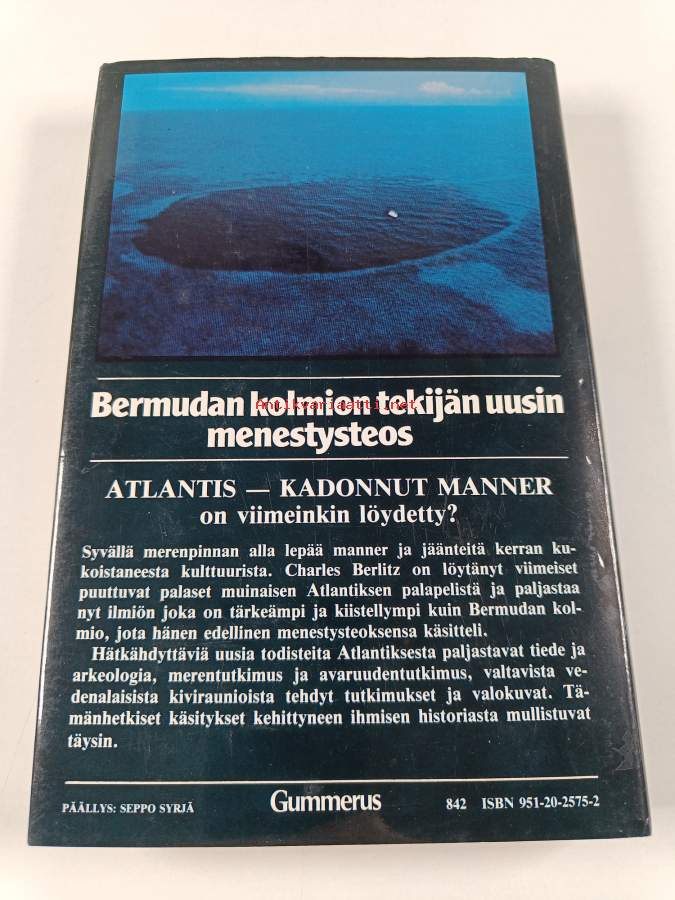 Bermudan kolmion tekijän uusin
Antikvariaatti.net
menestysteos
ATLANTIS — KADONNUT MANNER
on viimeinkin löydetty?
Syvällä merenpinnan alla lepää manner ja jäänteitä kerran ku-
koistaneesta kulttuurista. Charles Berlitz on löytänyt viimeiset
puuttuvat palaset muinaisen Atlantiksen palapelistä ja paljastaa
nyt ilmiön joka on tärkeämpi ja kiistellympi kuin Bermudan kol-
mio, jota hänen edellinen menestysteoksensa käsitteli.
Hätkähdyttäviä uusia todisteita Atlantiksesta paljastavat tiede ja
arkeologia, merentutkimus ja avaruudentutkimus, valtavista ve-
denalaisista kiviraunioista tehdyt tutkimukset ja valokuvat. Tä-
mänhetkiset käsitykset kehittyneen ihmisen historiasta mullistuvat
täysin.
PÄÄLLYS: SEPPO SYRJÄ Gummerus 842 ISBN 951-20-2575-2